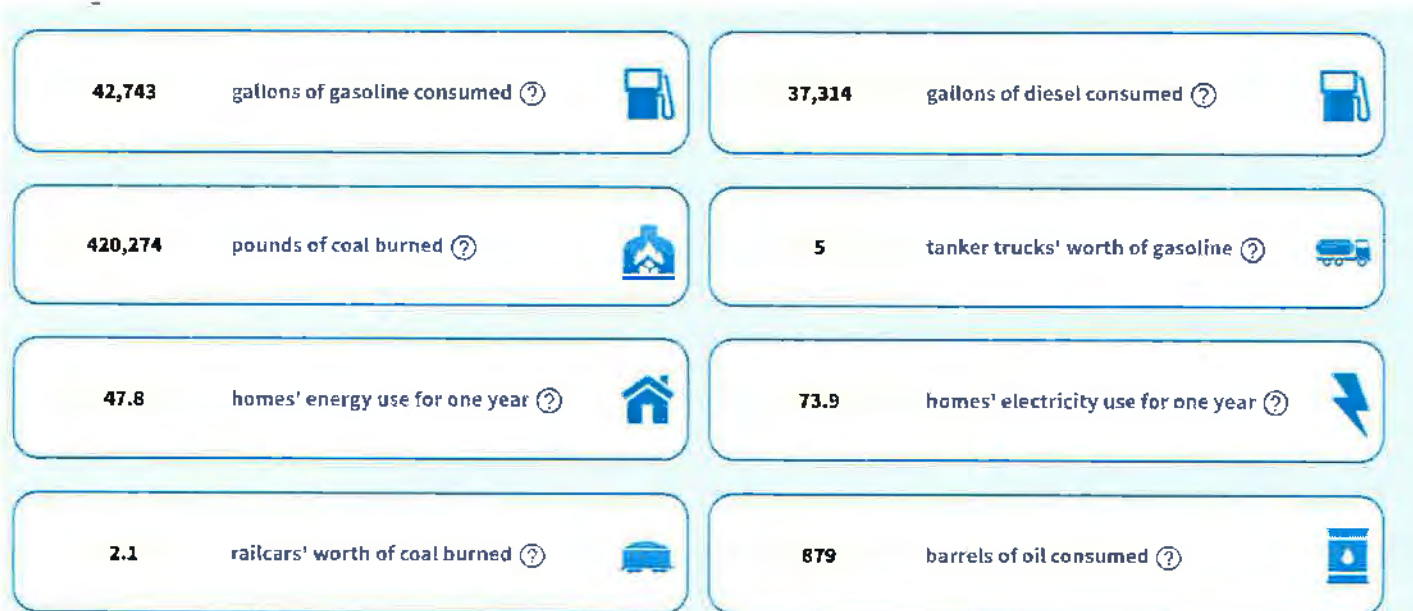 42,743 gallons of gasoline consumed ?
37,314 gallons of diesel consumed ?
420,274 pounds of coal burned ?
5 tanker trucks' worth of gasoline ?
47.8 homes' energy use for one year ?
73.9 homes' electricity use for one year ?
2.1 railcars' worth of coal burned ?
879 barrels of oil consumed ?